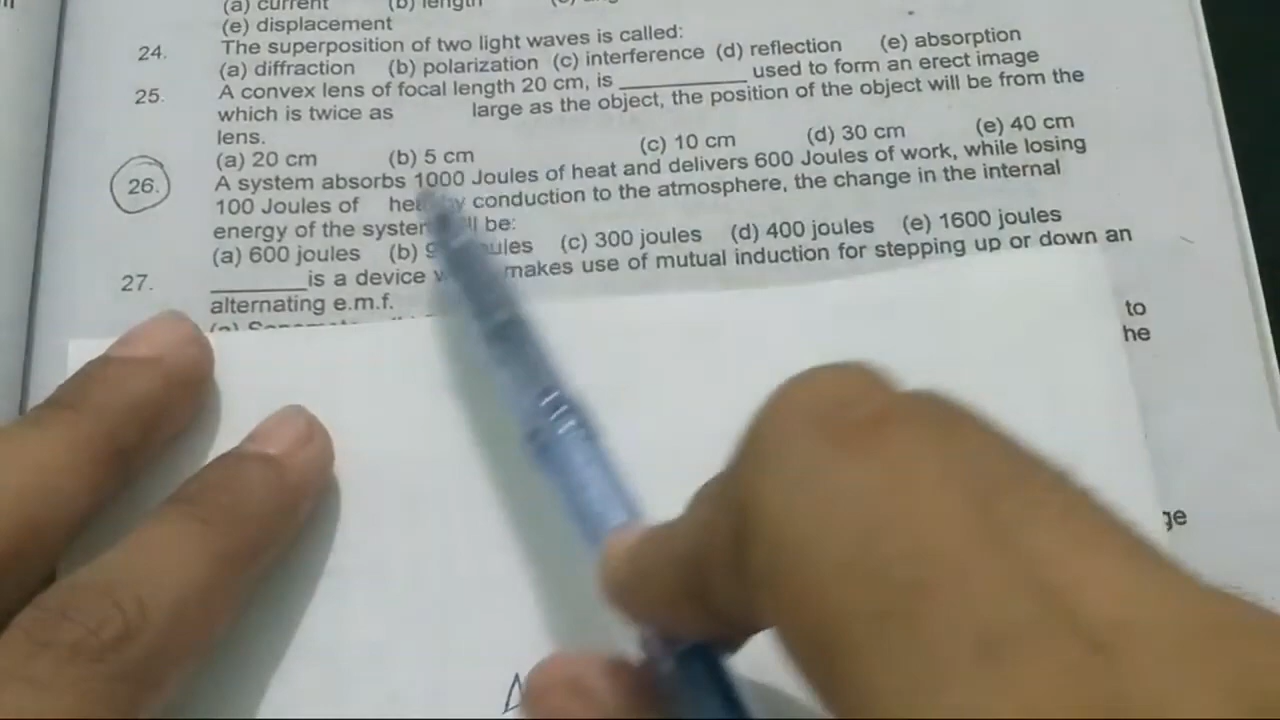 (a) current (b) length
(e) displacement
24. The superposition of two light waves is called:
(a) diffraction (b) polarization (c) interference (d) reflection (e) absorption
25. A convex lens of focal length 20 cm, is __________ used to form an erect image
which is twice as large as the object, the position of the object will be from the
lens.
(a) 20 cm (b) 5 cm (c) 10 cm (d) 30 cm (e) 40 cm
26. A system absorbs 1000 Joules of heat and delivers 600 Joules of work, while losing
100 Joules of conduction to the atmosphere, the change in the internal
energy of the be:
(a) 600 joules (b) (c) 300 joules (d) 400 joules (e) 1600 joules
27. ________is a device makes use of mutual induction for stepping up or down an
alternating e.m.f.
to
he
ge